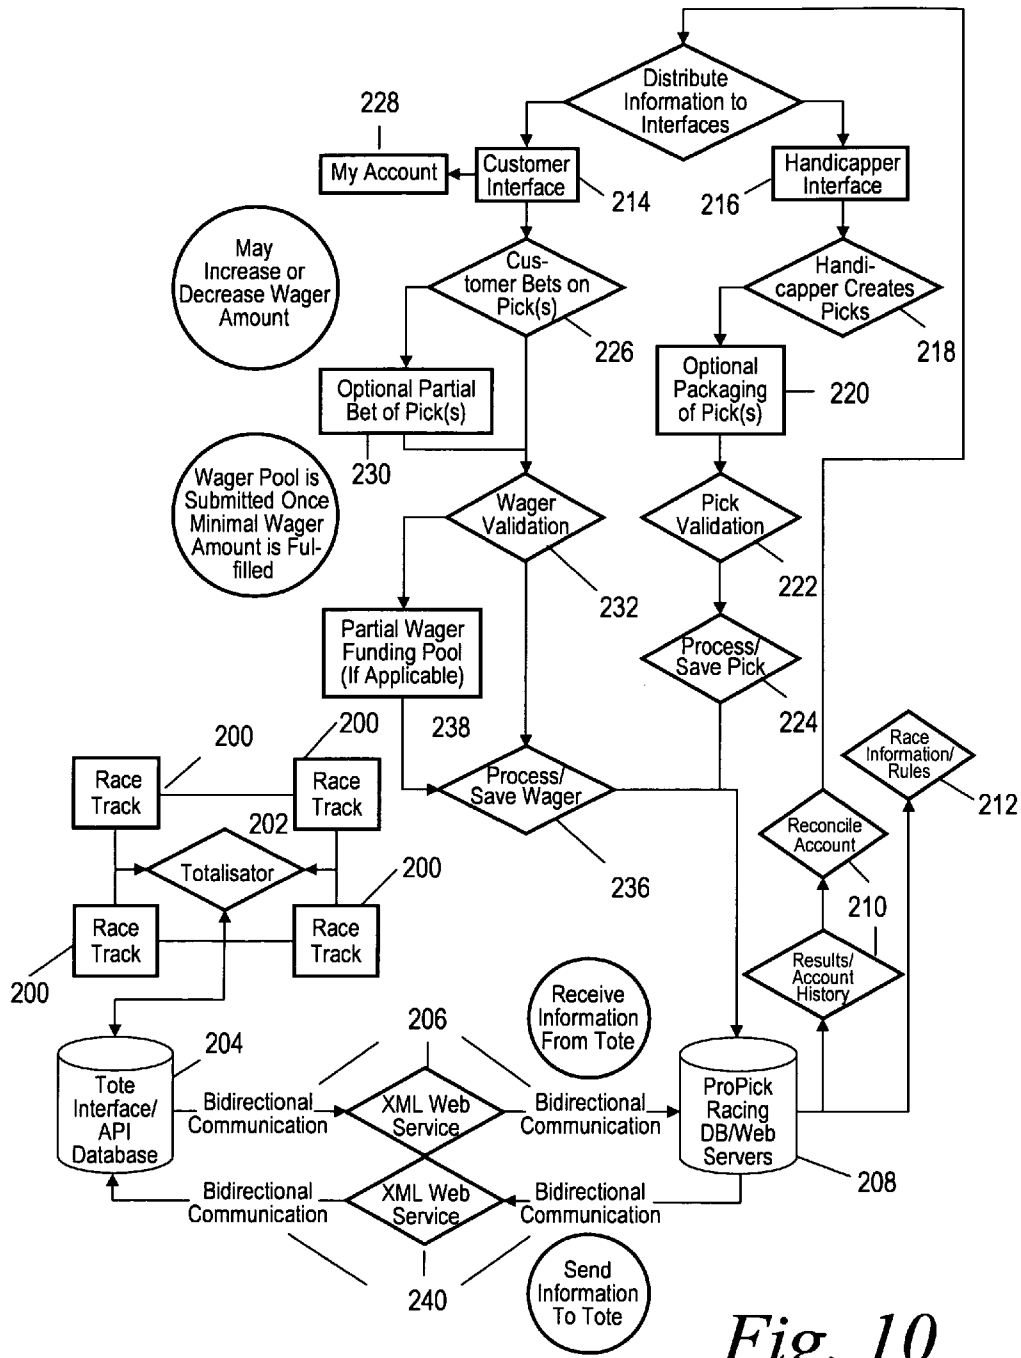 Distribute
Information to
Interfaces
228
My Account
Customer
Interface
214
Handicapper
Interface
216
May
Increase or
Decrease Wager
Amount
Cus-
tomer Bets on
Pick(s)
226
Handi-
capper Creates
Picks
218
Optional Partial
Bet of Pick(s)
230
Optional
Packaging
of Pick(s)
220
Wager Pool is
Submitted Once
Minimal Wager
Amount is Ful-
filled
Wager
Validation
232
Pick
Validation
222
Partial Wager
Funding Pool
(If Applicable)
238
Process/
Save Pick
224
200
200
Race
Track
Race
Track
202
Totalisator
Process/
Save Wager
236
Race
Information/
Rules
212
Reconcile
Account
210
200
Race
Track
Race
Track
200
Results/
Account
History
Receive
Information
From Tote
206
204
Tote
Interface/
API
Database
Bidirectional
Communication
XML Web
Service
Bidirectional
Communication
ProPick
Racing
DB/Web
Servers
208
Bidirectional
Communication
XML Web
Service
Bidirectional
Communication
240
Send
Information
To Tote
Fig. 10